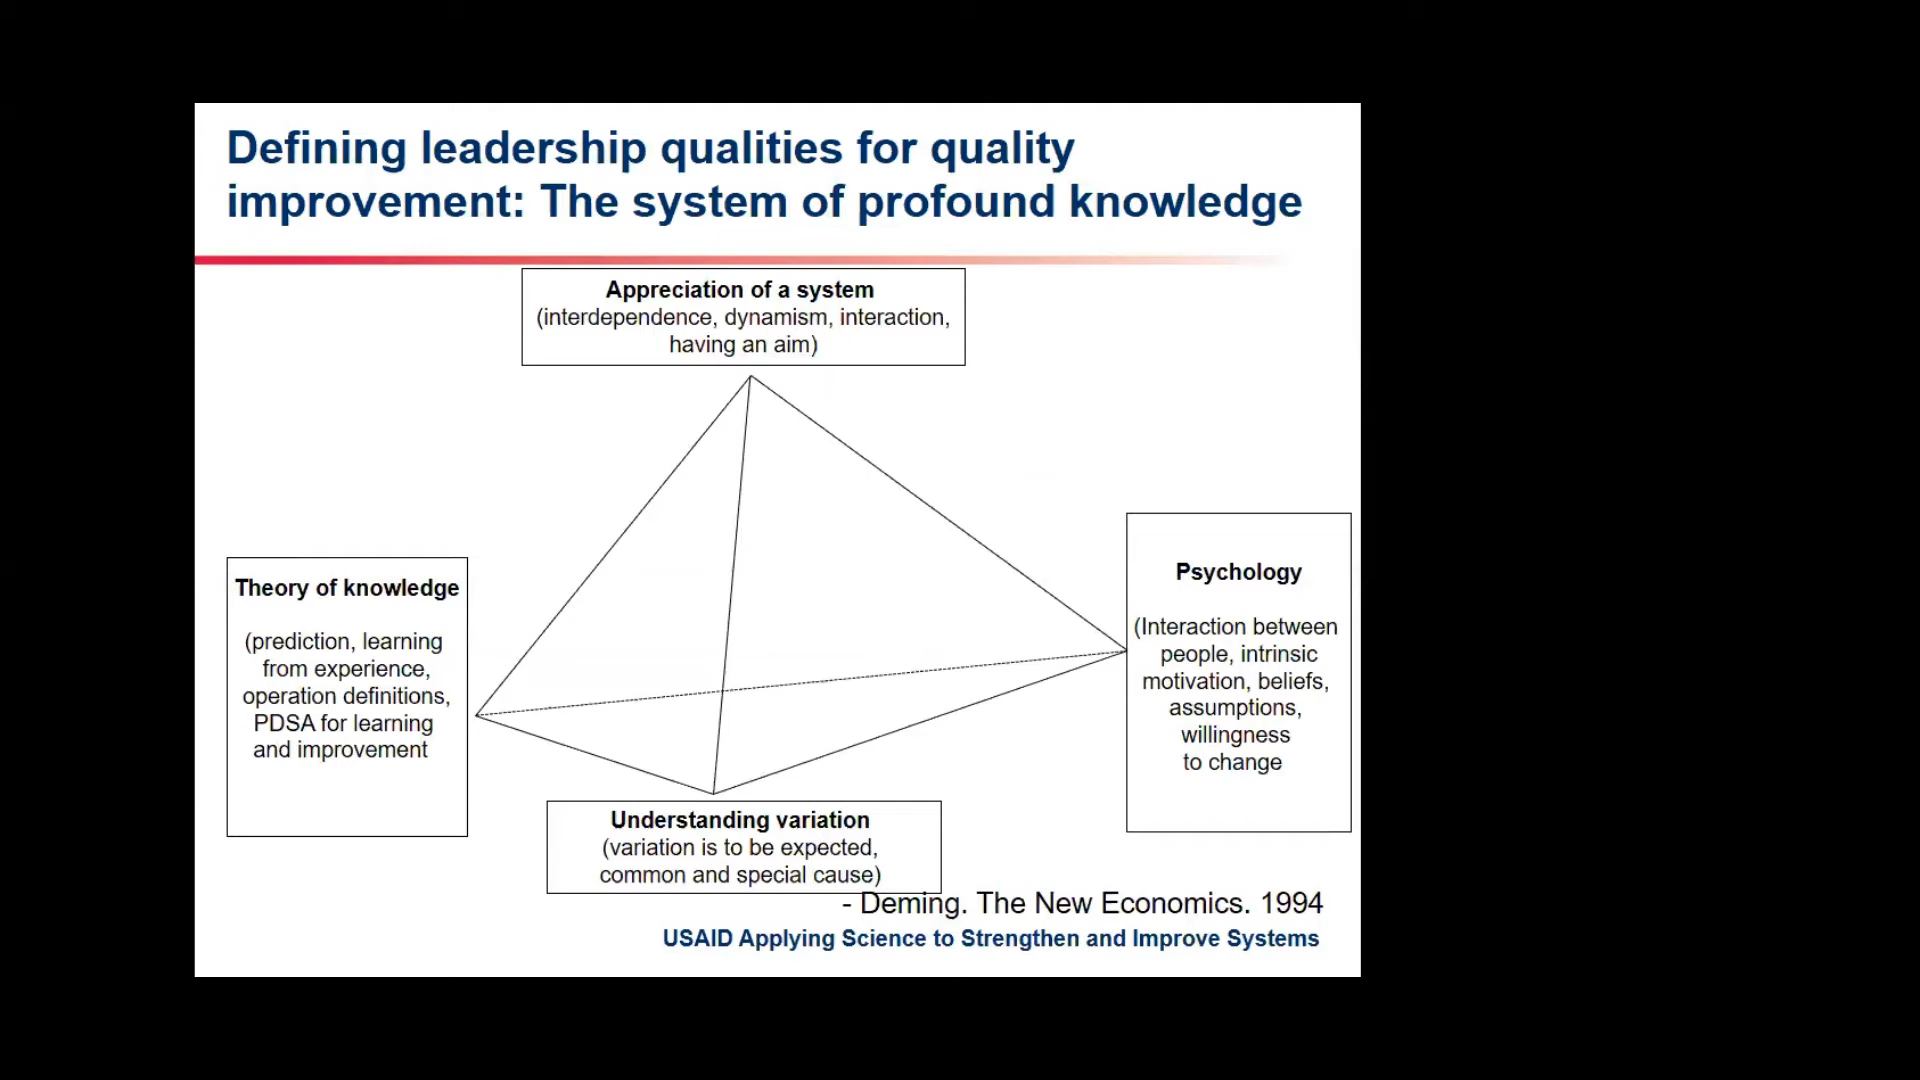 Defining leadership qualities for quality
improvement: The system of profound knowledge
Appreciation of a system
(interdependence, dynamism, interaction,
having an aim)
Theory of knowledge
(prediction, learning
from experience,
operation definitions,
PDSA for learning
and improvement
Psychology
(Interaction between
people, intrinsic
motivation, beliefs,
assumptions,
willingness
to change
Understanding variation
(variation is to be expected,
common and special cause)
- Deming. The New Economics. 1994
USAID Applying Science to Strengthen and Improve Systems